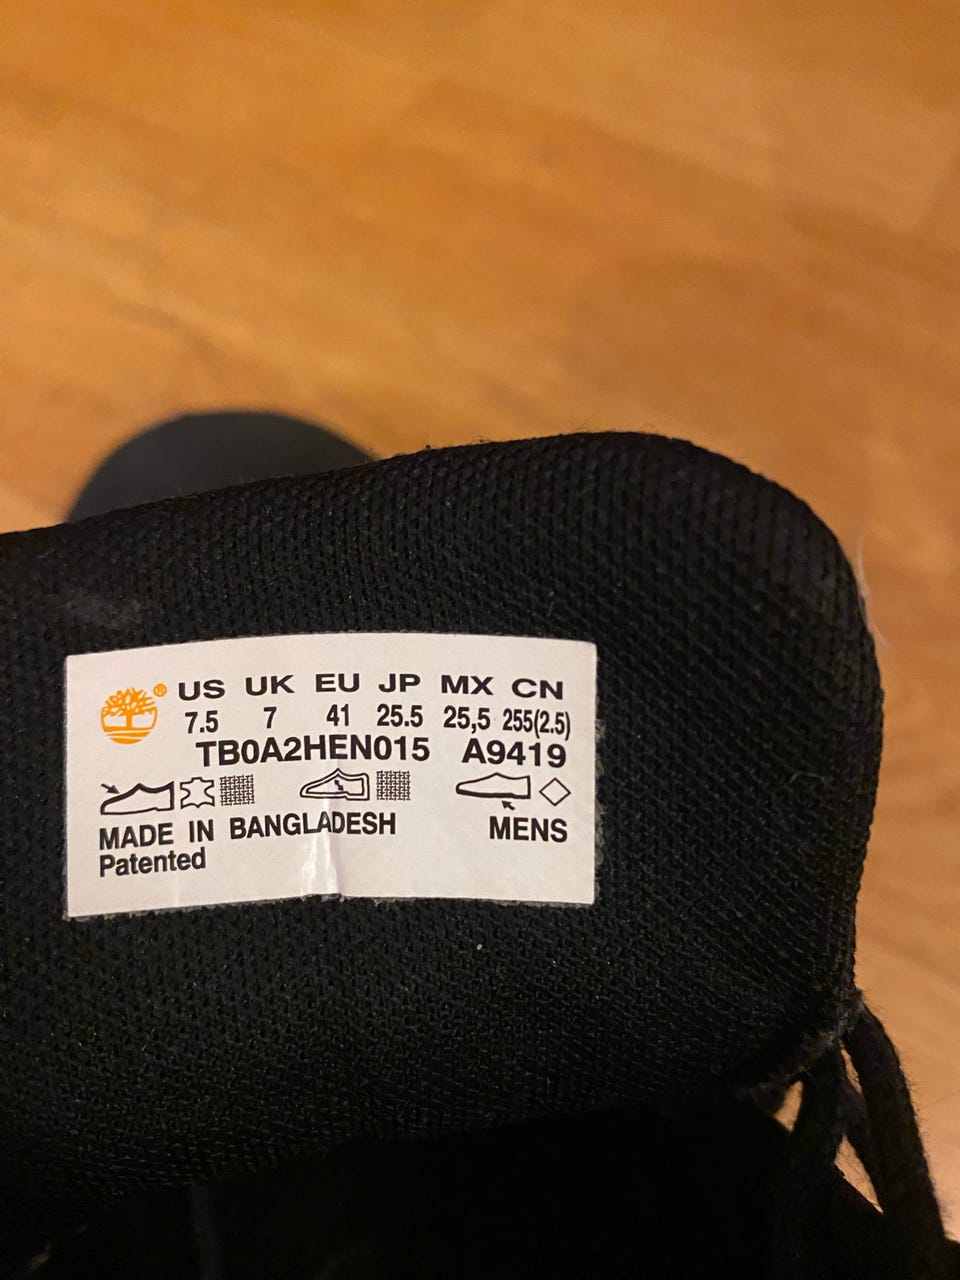 US UK EU JP MX CN
7.5 7 41 25.5 25,5 255(2.5)
TB0A2HEN015 A9419
MADE IN BANGLADESH MENS
Patented
®